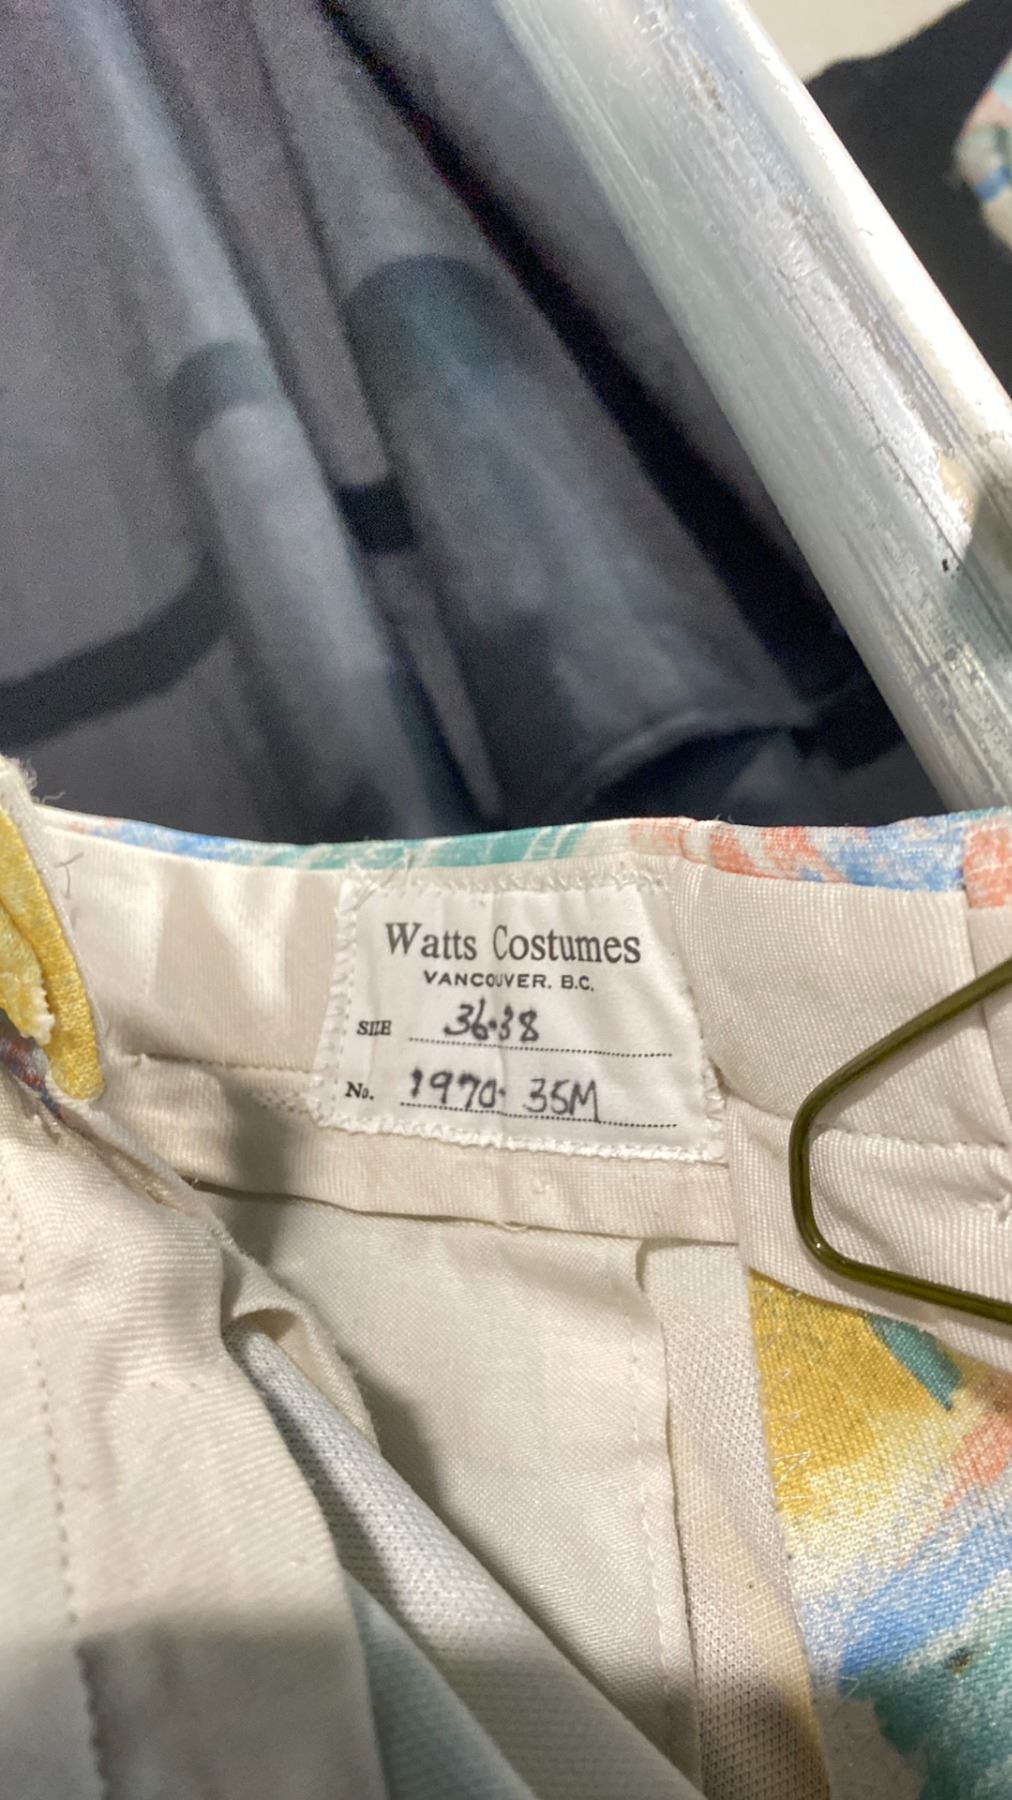 Watts Costumes
VANCOUVER. B.C.
SIZE 36-38
No. 1970- 35M